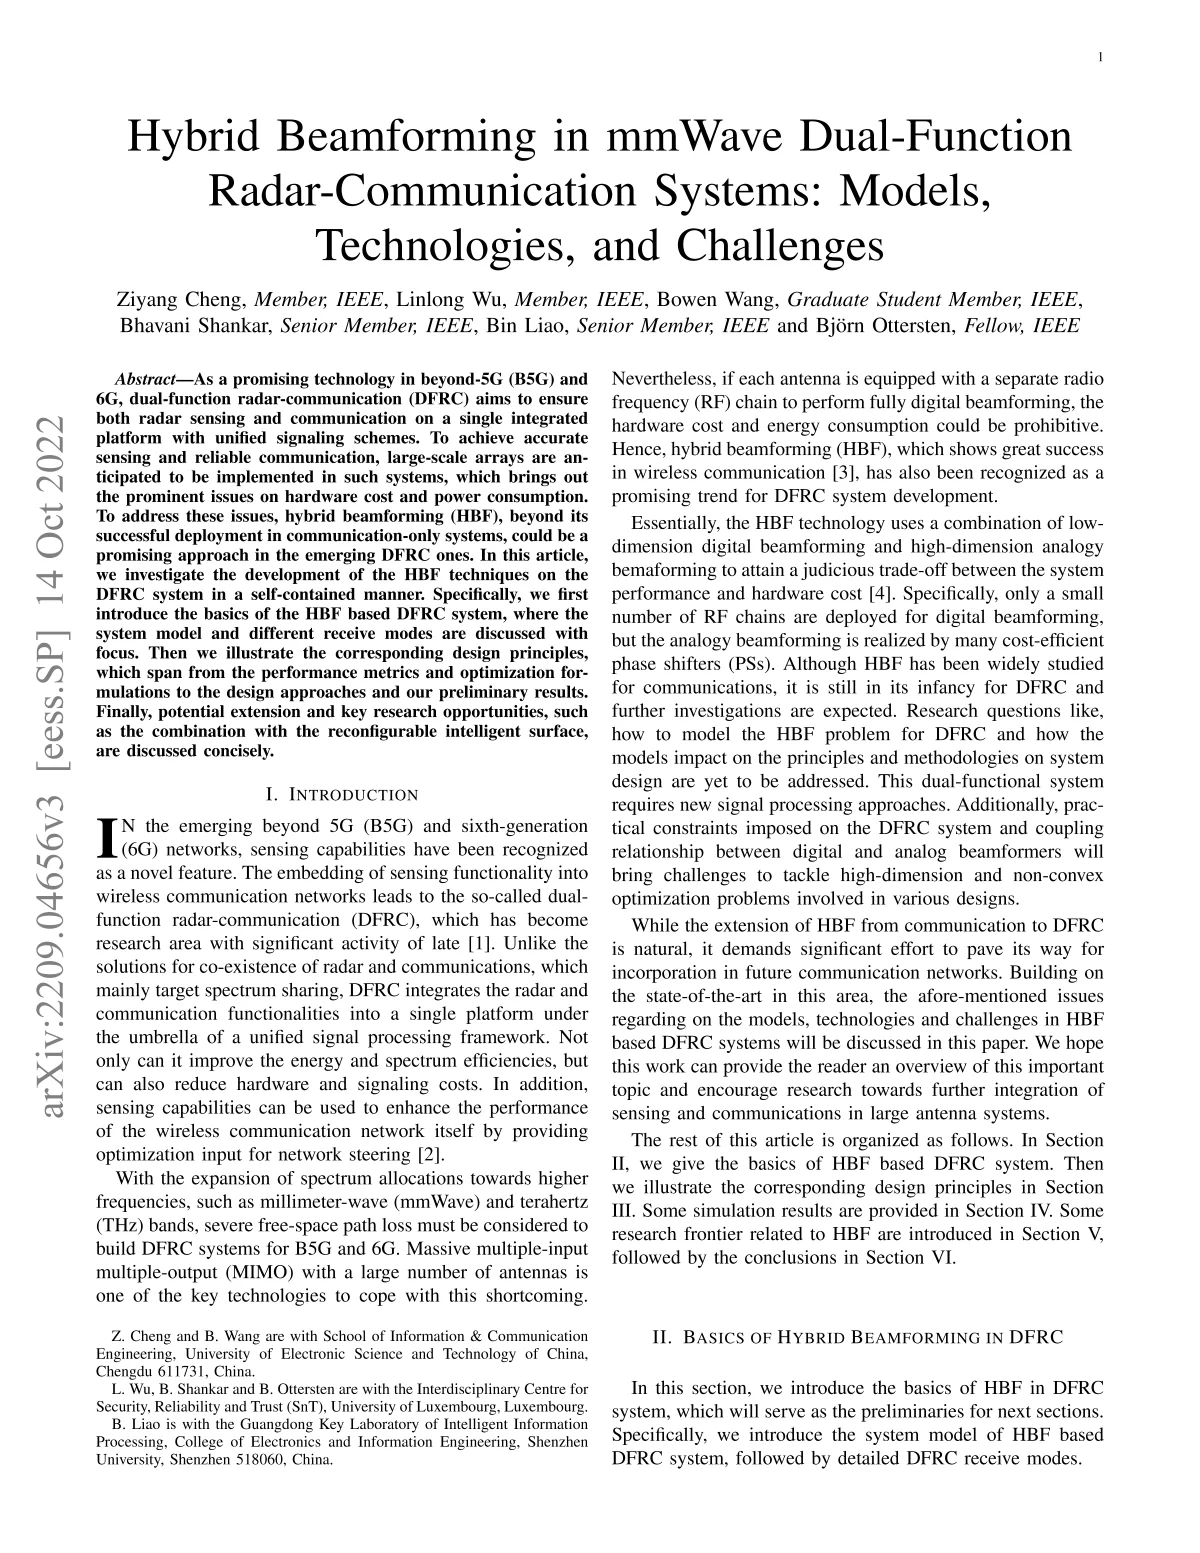 1
Hybrid Beamforming in mmWave Dual-Function
Radar-Communication Systems: Models,
Technologies, and Challenges
Ziyang Cheng, Member, IEEE, Linlong Wu, Member, IEEE, Bowen Wang, Graduate Student Member, IEEE,
Bhavani Shankar, Senior Member, IEEE, Bin Liao, Senior Member, IEEE and Björn Ottersten, Fellow, IEEE
arXiv:2209.04656v3 [eess.SP] 14 Oct 2022
Abstract—As a promising technology in beyond-5G (B5G) and
6G, dual-function radar-communication (DFRC) aims to ensure
both radar sensing and communication on a single integrated
platform with unified signaling schemes. To achieve accurate
sensing and reliable communication, large-scale arrays are an-
ticipated to be implemented in such systems, which brings out
the prominent issues on hardware cost and power consumption.
To address these issues, hybrid beamforming (HBF), beyond its
successful deployment in communication-only systems, could be a
promising approach in the emerging DFRC ones. In this article,
we investigate the development of the HBF techniques on the
DFRC system in a self-contained manner. Specifically, we first
introduce the basics of the HBF based DFRC system, where the
system model and different receive modes are discussed with
focus. Then we illustrate the corresponding design principles,
which span from the performance metrics and optimization for-
mulations to the design approaches and our preliminary results.
Finally, potential extension and key research opportunities, such
as the combination with the reconfigurable intelligent surface,
are discussed concisely.
I. INTRODUCTION
IN the emerging beyond 5G (B5G) and sixth-generation
(6G) networks, sensing capabilities have been recognized
as a novel feature. The embedding of sensing functionality into
wireless communication networks leads to the so-called dual-
function radar-communication (DFRC), which has become
research area with significant activity of late [1]. Unlike the
solutions for co-existence of radar and communications, which
mainly target spectrum sharing, DFRC integrates the radar and
communication functionalities into a single platform under
the umbrella of a unified signal processing framework. Not
only can it improve the energy and spectrum efficiencies, but
can also reduce hardware and signaling costs. In addition,
sensing capabilities can be used to enhance the performance
of the wireless communication network itself by providing
optimization input for network steering [2].
With the expansion of spectrum allocations towards higher
frequencies, such as millimeter-wave (mmWave) and terahertz
(THz) bands, severe free-space path loss must be considered to
build DFRC systems for B5G and 6G. Massive multiple-input
multiple-output (MIMO) with a large number of antennas is
one of the key technologies to cope with this shortcoming.
Z. Cheng and B. Wang are with School of Information & Communication
Engineering, University of Electronic Science and Technology of China,
Chengdu 611731, China.
L. Wu, B. Shankar and B. Ottersten are with the Interdisciplinary Centre for
Security, Reliability and Trust (SnT), University of Luxembourg, Luxembourg.
B. Liao is with the Guangdong Key Laboratory of Intelligent Information
Processing, College of Electronics and Information Engineering, Shenzhen
University, Shenzhen 518060, China.
Nevertheless, if each antenna is equipped with a separate radio
frequency (RF) chain to perform fully digital beamforming, the
hardware cost and energy consumption could be prohibitive.
Hence, hybrid beamforming (HBF), which shows great success
in wireless communication [3], has also been recognized as a
promising trend for DFRC system development.
Essentially, the HBF technology uses a combination of low-
dimension digital beamforming and high-dimension analogy
bemaforming to attain a judicious trade-off between the system
performance and hardware cost [4]. Specifically, only a small
number of RF chains are deployed for digital beamforming,
but the analogy beamforming is realized by many cost-efficient
phase shifters (PSs). Although HBF has been widely studied
for communications, it is still in its infancy for DFRC and
further investigations are expected. Research questions like,
how to model the HBF problem for DFRC and how the
models impact on the principles and methodologies on system
design are yet to be addressed. This dual-functional system
requires new signal processing approaches. Additionally, prac-
tical constraints imposed on the DFRC system and coupling
relationship between digital and analog beamformers will
bring challenges to tackle high-dimension and non-convex
optimization problems involved in various designs.
While the extension of HBF from communication to DFRC
is natural, it demands significant effort to pave its way for
incorporation in future communication networks. Building on
the state-of-the-art in this area, the afore-mentioned issues
regarding on the models, technologies and challenges in HBF
based DFRC systems will be discussed in this paper. We hope
this work can provide the reader an overview of this important
topic and encourage research towards further integration of
sensing and communications in large antenna systems.
The rest of this article is organized as follows. In Section
II, we give the basics of HBF based DFRC system. Then
we illustrate the corresponding design principles in Section
III. Some simulation results are provided in Section IV. Some
research frontier related to HBF are introduced in Section V,
followed by the conclusions in Section VI.
II. BASICS OF HYBRID BEAMFORMING IN DFRC
In this section, we introduce the basics of HBF in DFRC
system, which will serve as the preliminaries for next sections.
Specifically, we introduce the system model of HBF based
DFRC system, followed by detailed DFRC receive modes.